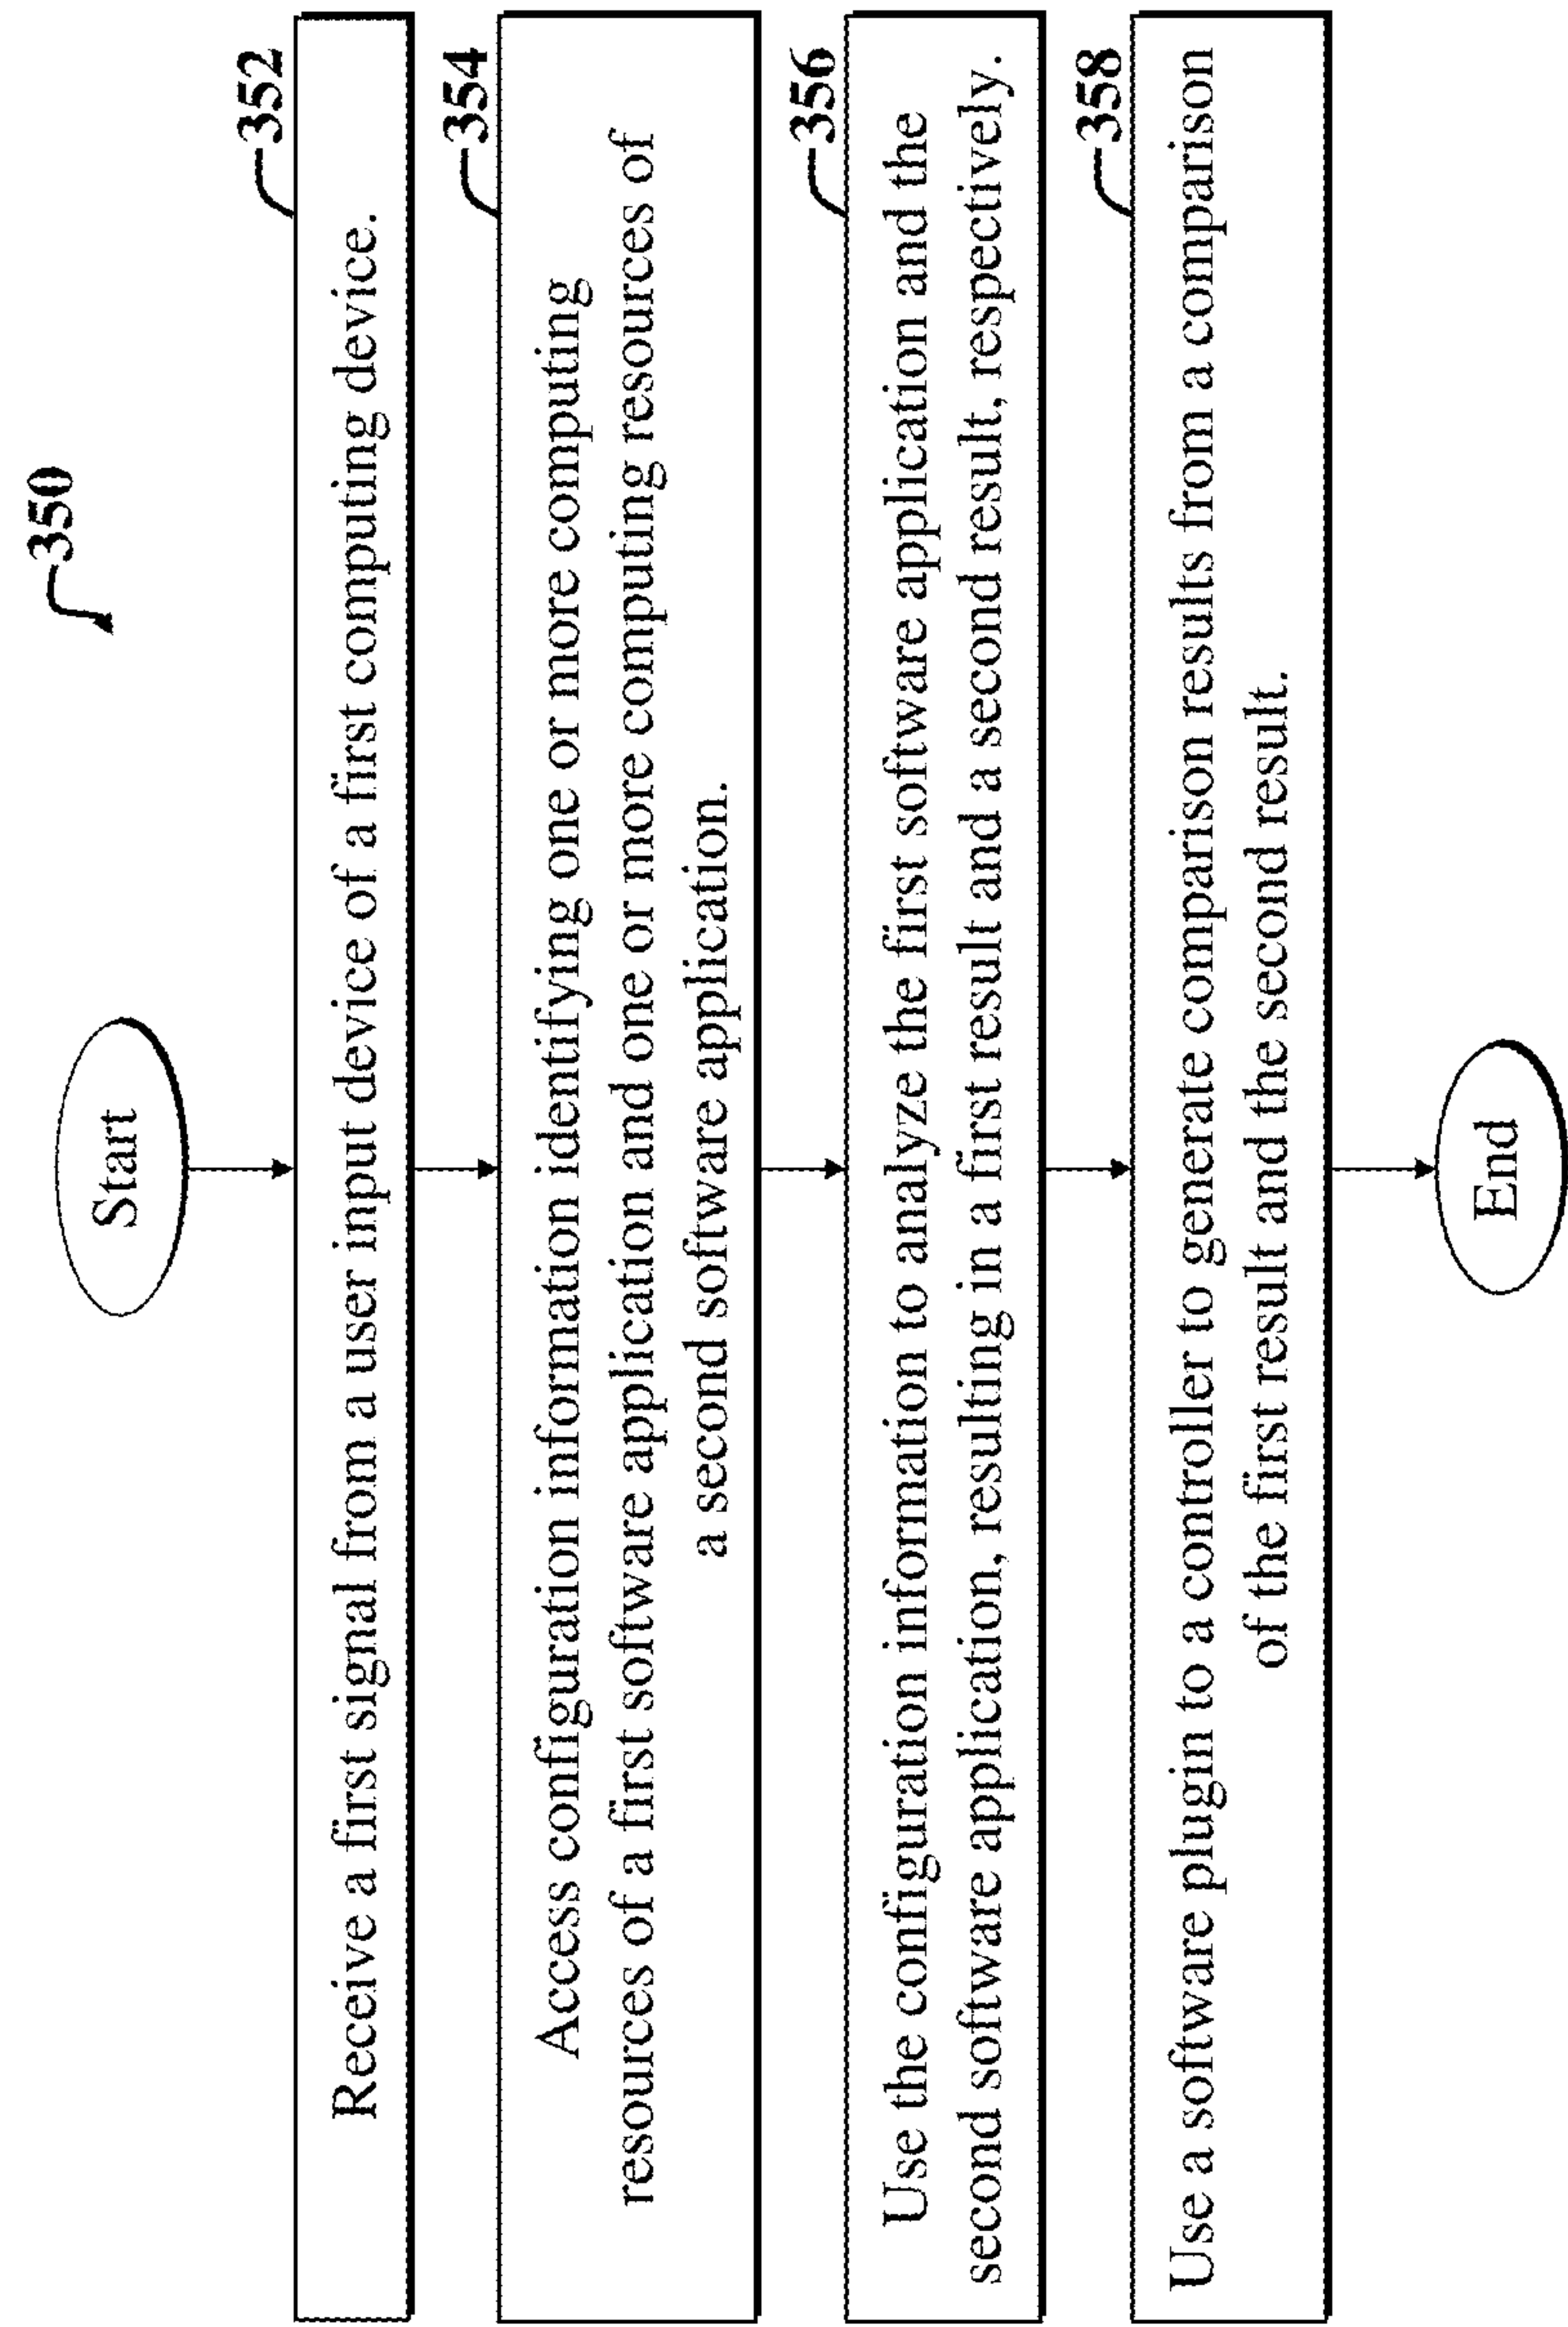 350
Start
352
Receive a first signal from a user input device of a first computing device.
354
Access configuration information identifying one or more computing
resources of a first software application and one or more computing resources of
a second software application.
356
Use the configuration information to analyze the first software application and the
second software application, resulting in a first result and a second result, respectively.
358
Use a software plugin to a controller to generate comparison results from a comparison
of the first result and the second result.
End